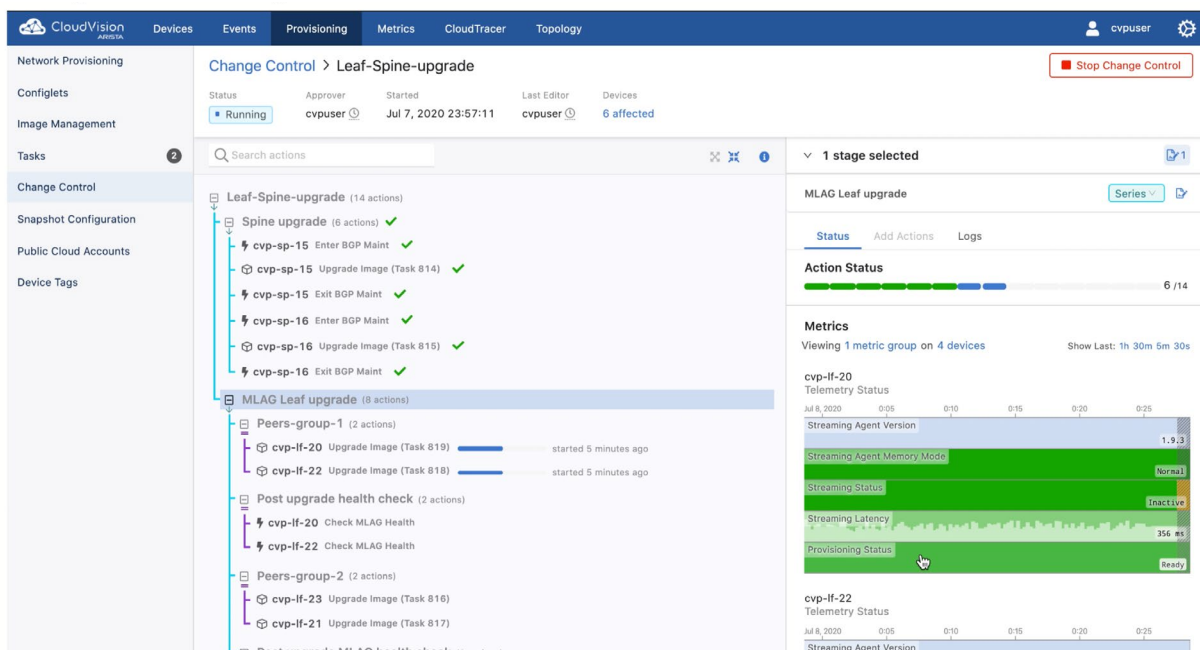 CloudVision
ARISTA
Devices
Events
Provisioning
Metrics
CloudTracer
Topology
cvpuser
Network Provisioning
Configlets
Image Management
Tasks
2
Change Control
Snapshot Configuration
Public Cloud Accounts
Device Tags
Change Control > Leaf-Spine-upgrade
Stop Change Control
Status Approver Started Last Editor Devices
Running cvpuser Jul 7, 2020 23:57:11 cvpuser 6 affected
Search actions
Leaf-Spine-upgrade (14 actions)
Spine upgrade (6 actions)
cvp-sp-15 Enter BGP Maint
cvp-sp-15 Upgrade Image (Task 814)
cvp-sp-15 Exit BGP Maint
cvp-sp-16 Enter BGP Maint
cvp-sp-16 Upgrade Image (Task 815)
cvp-sp-16 Exit BGP Maint
MLAG Leaf upgrade (8 actions)
Peers-group-1 (2 actions)
cvp-lf-20 Upgrade Image (Task 819) started 5 minutes ago
cvp-lf-22 Upgrade Image (Task 818) started 5 minutes ago
Post upgrade health check (2 actions)
cvp-lf-20 Check MLAG Health
cvp-lf-22 Check MLAG Health
Peers-group-2 (2 actions)
cvp-lf-23 Upgrade Image (Task 816)
cvp-lf-21 Upgrade Image (Task 817)
Post upgrade MLAG health check
1 stage selected
1
MLAG Leaf upgrade
Series
Status Add Actions Logs
Action Status
6 /14
Metrics
Viewing 1 metric group on 4 devices
Show Last: 1h 30m 5m 30s
cvp-lf-20
Telemetry Status
Jul 8, 2020 0:05 0:10 0:15 0:20 0:25
Streaming Agent Version
1.9.3
Streaming Agent Memory Mode
Normal
Streaming Status
Inactive
Streaming Latency
356 ms
Provisioning Status
Ready
cvp-lf-22
Telemetry Status
Jul 8, 2020 0:05 0:10 0:15 0:20 0:25
Streaming Agent Version